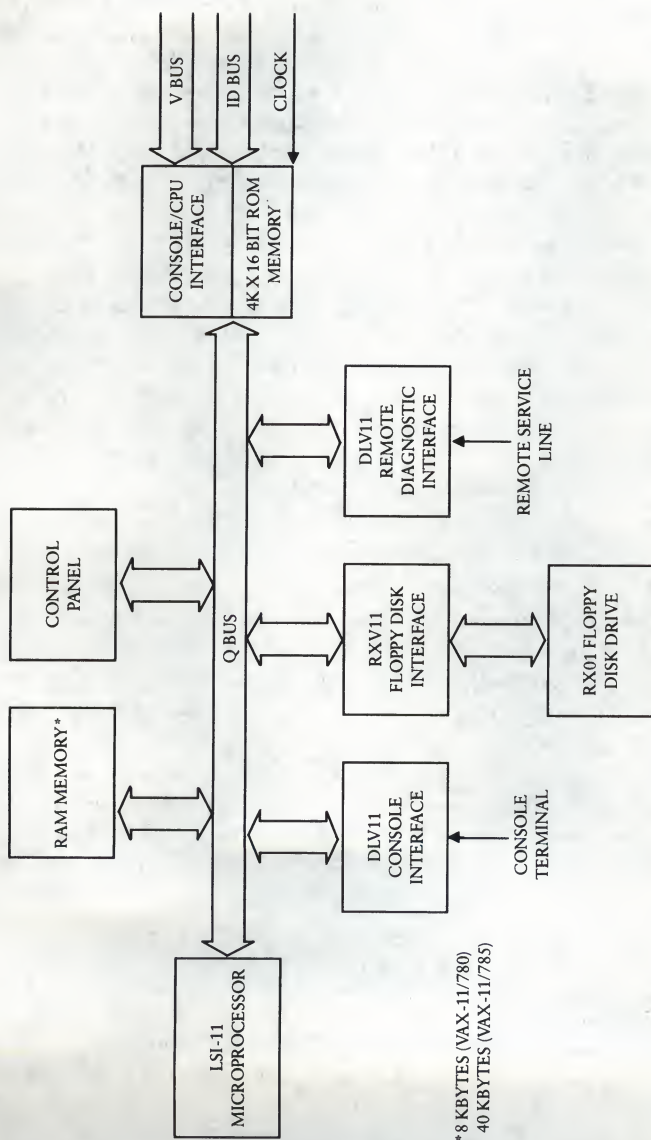 RAM MEMORY*
CONTROL
PANEL
LSI-11
MICROPROCESSOR
Q BUS
CONSOLE/CPU
INTERFACE
4K X 16 BIT ROM
MEMORY
V BUS
ID BUS
CLOCK
DLV11
CONSOLE
INTERFACE
RXV11
FLOPPY DISK
INTERFACE
DLV11
REMOTE
DIAGNOSTIC
INTERFACE
CONSOLE
TERMINAL
RX01 FLOPPY
DISK DRIVE
REMOTE SERVICE
LINE
*8 KBYTES (VAX-11/780)
40 KBYTES (VAX-11/785)